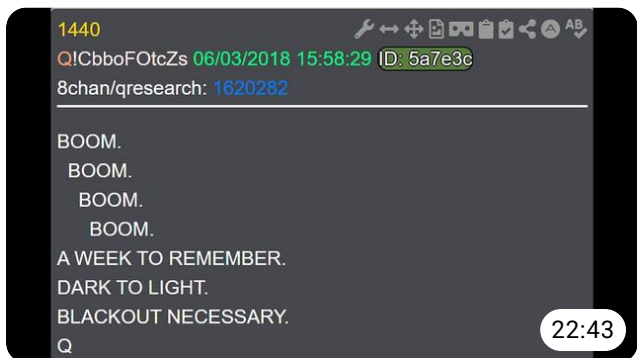 1440
Q!CbboFOtcZs 06/03/2018 15:58:29 ID: 5a7e3c
8chan/qresearch: 1620282
BOOM.
BOOM.
BOOM.
BOOM.
A WEEK TO REMEMBER.
DARK TO LIGHT.
BLACKOUT NECESSARY.
Q
22:43